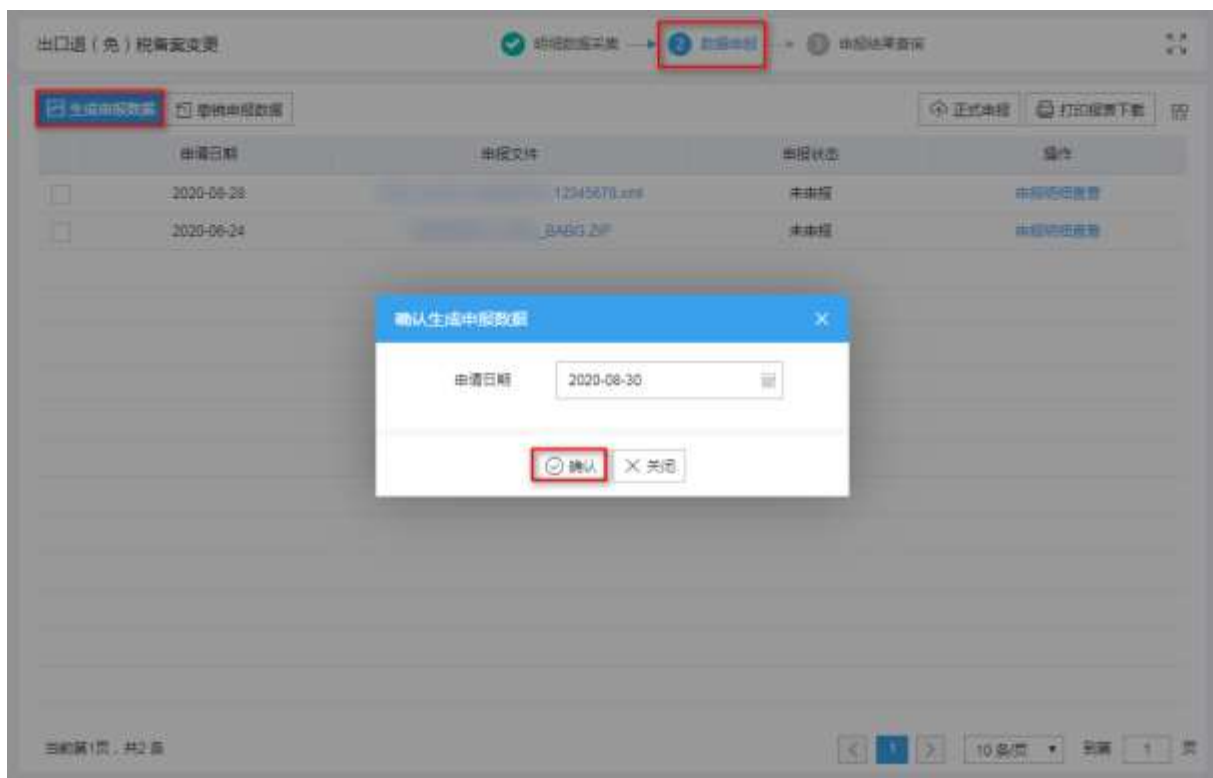 出口退（免）税备案变更
明细数据采集 2 数据申报 3 申报结果查询
生成申报数据 撤销申报数据 正式申报 打印报表下载
申请日期 申报文件 申报状态 操作
2020-08-28 12345678.xml 未申报 申报明细查看
2020-08-24 _BABG.ZIP 未申报 申报明细查看
确认生成申报数据
申请日期 2020-08-30
确认 关闭
当前第1页，共2 条 1 10 条/页 到第 1 页